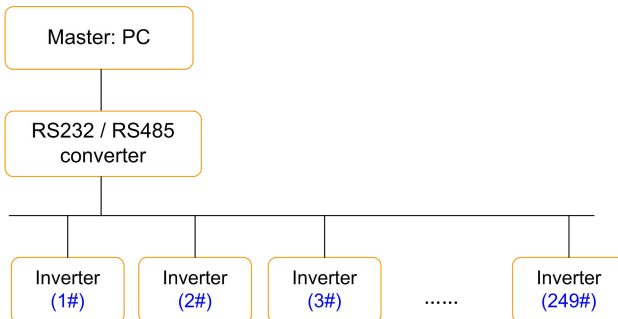 Master: PC
RS232 / RS485
converter
Inverter
(1#)
Inverter
(2#)
Inverter
(3#)
......
Inverter
(249#)